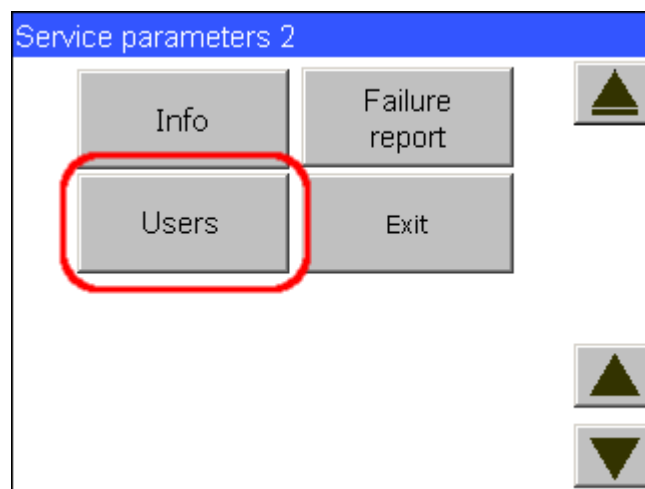 Service parameters 2
Info
Failure
report
Users
Exit